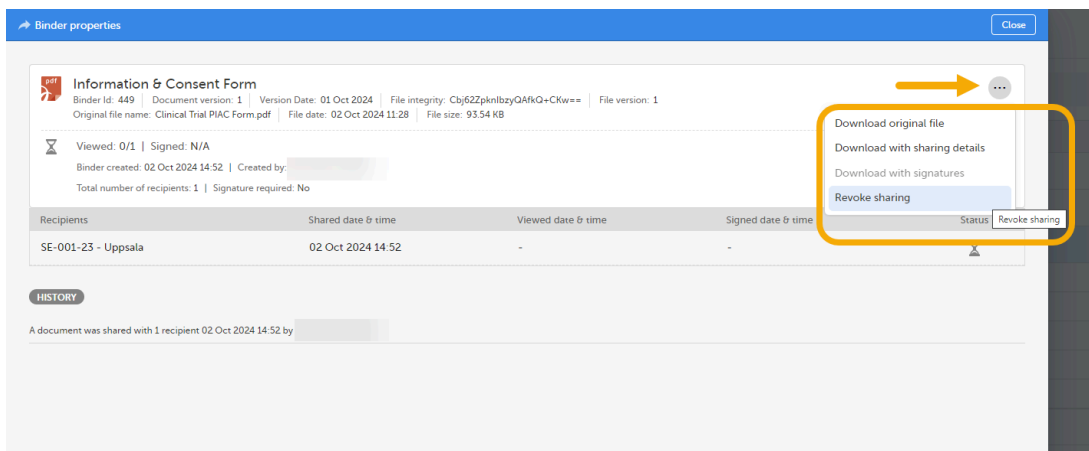 Binder properties
Close
pdf
Information & Consent Form
Binder Id: 449 Document version: 1 Version Date: 01 Oct 2024 File integrity: Cbj62ZpknIbzyQAfkQ+CKw== File version: 1
Original file name: Clinical Trial PIAC Form.pdf File date: 02 Oct 2024 11:28 File size: 93.54 KB
Viewed: 0/1 | Signed: N/A
Binder created: 02 Oct 2024 14:52 | Created by:
Total number of recipients: 1 | Signature required: No
Download original file
Download with sharing details
Download with signatures
Revoke sharing
Recipients Shared date & time Viewed date & time Signed date & time Status
Revoke sharing
SE-001-23 - Uppsala 02 Oct 2024 14:52 - -
HISTORY
A document was shared with 1 recipient 02 Oct 2024 14:52 by